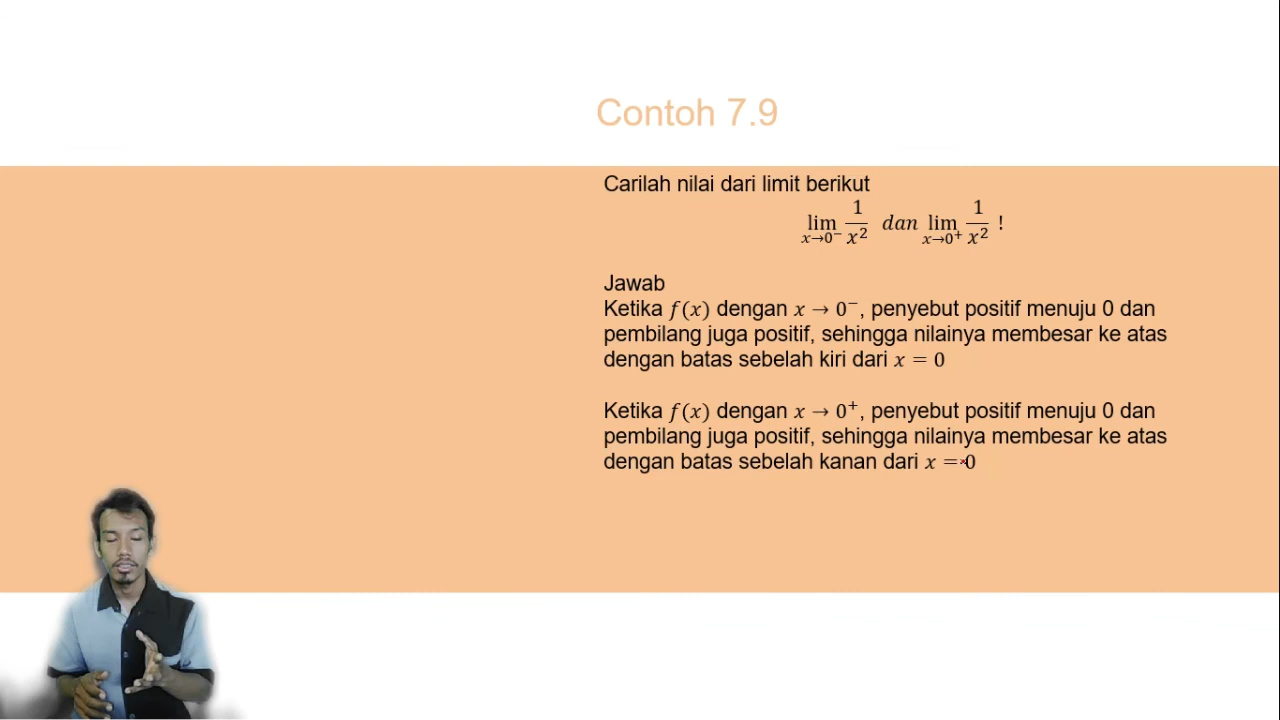 Contoh 7.9
Carilah nilai dari limit berikut
lim x→0⁻ 1/x² dan lim x→0⁺ 1/x² !
Jawab
Ketika f(x) dengan x → 0⁻, penyebut positif menuju 0 dan
pembilang juga positif, sehingga nilainya membesar ke atas
dengan batas sebelah kiri dari x = 0
Ketika f(x) dengan x → 0⁺, penyebut positif menuju 0 dan
pembilang juga positif, sehingga nilainya membesar ke atas
dengan batas sebelah kanan dari x = 0